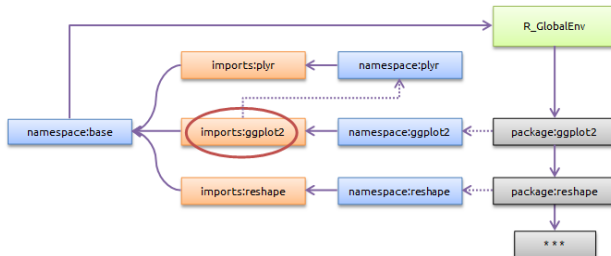 R_GlobalEnv
imports:plyr
namespace:plyr
namespace:base
imports:ggplot2
namespace:ggplot2
package:ggplot2
imports:reshape
namespace:reshape
package:reshape
* * *